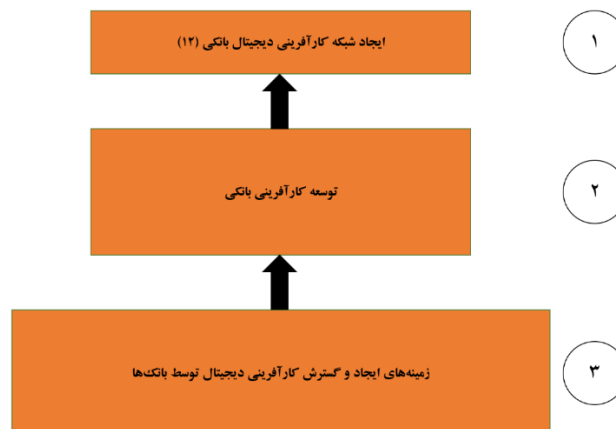 ایجاد شبکه کارآفرینی دیجیتال بانکی (۱۲)
۱
توسعه کارآفرینی بانکی
۲
زمینه‌های ایجاد و گسترش کارآفرینی دیجیتال توسط بانک‌ها
۳